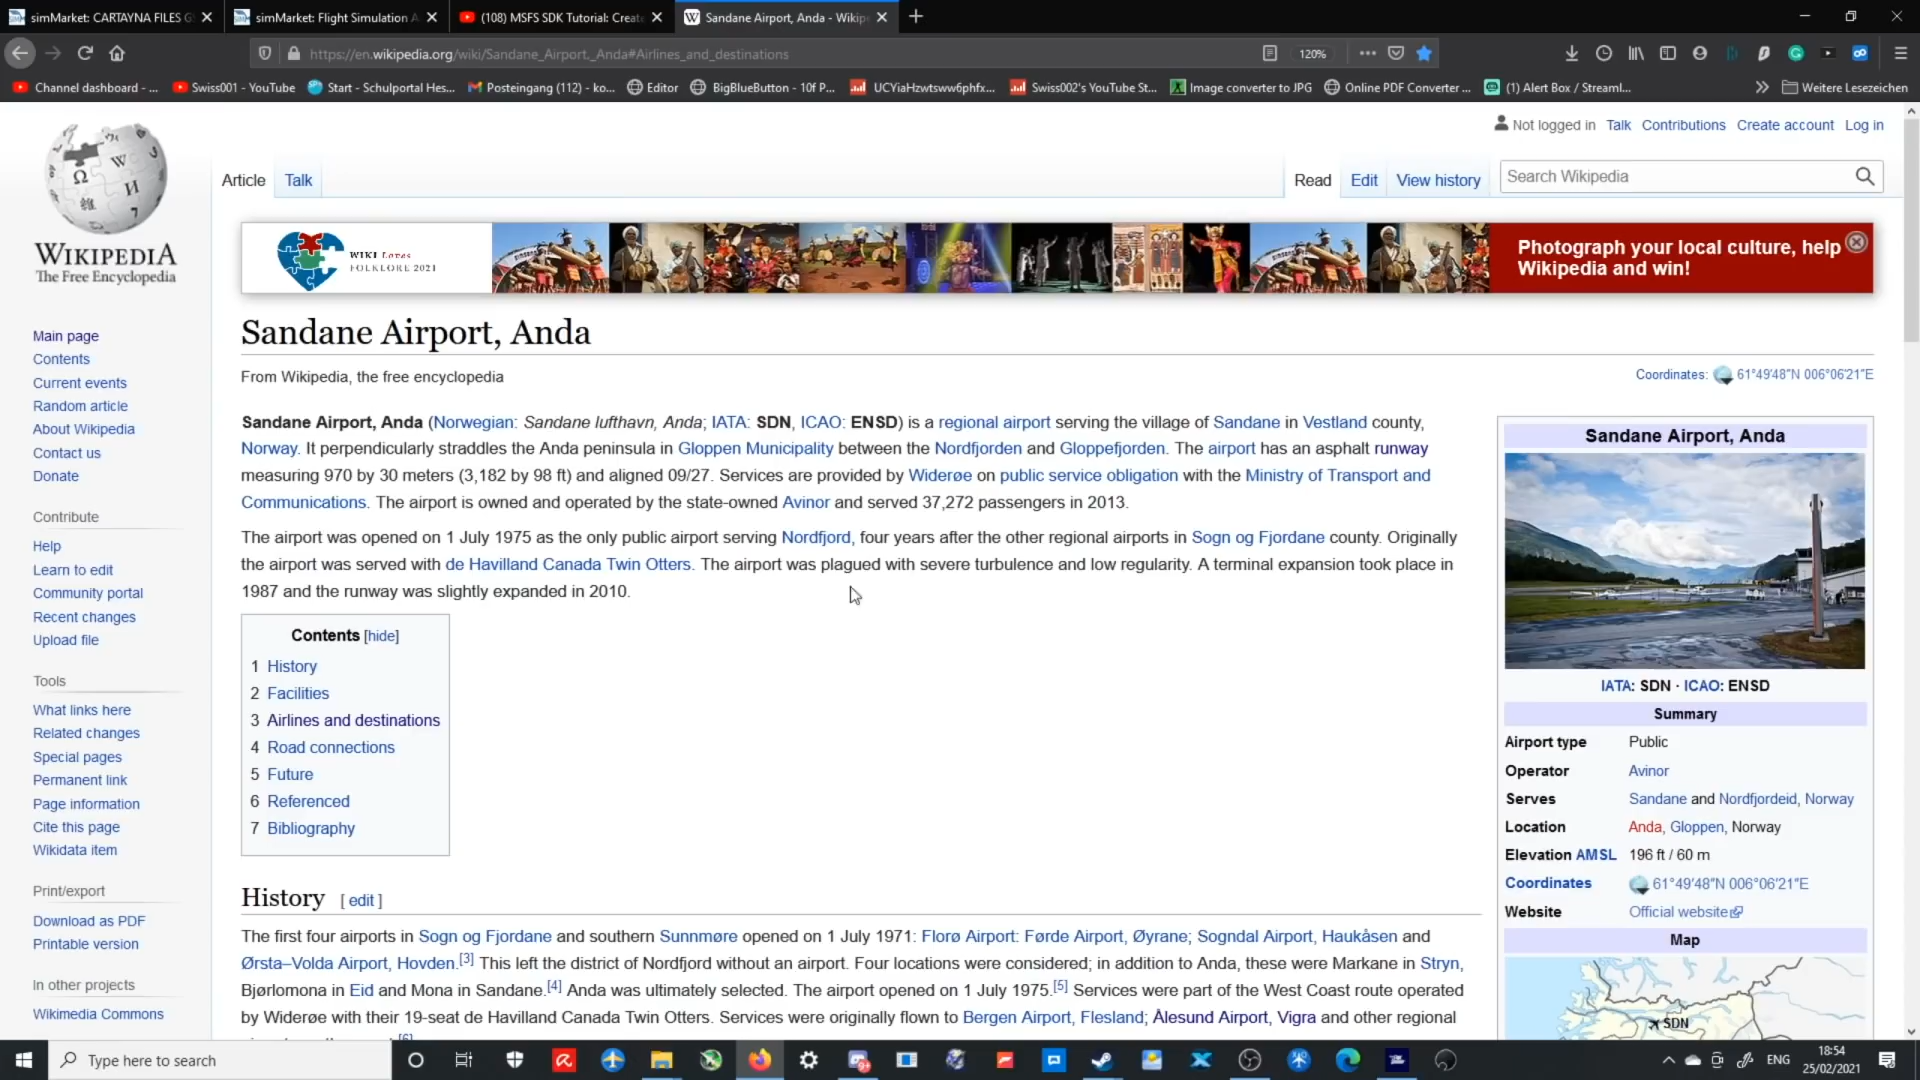 simMarket: CARTAYNA FILES G
simMarket: Flight Simulation A
(108) MSFS SDK Tutorial: Create
Sandane Airport, Anda - Wikip
https://en.wikipedia.org/wiki/Sandane_Airport,_Anda#Airlines_and_destinations
120%
Channel dashboard - ...
Swiss001 - YouTube
Start - Schulportal Hes...
Posteingang (112) - ko...
Editor
BigBlueButton - 10f P...
UCYiaHzwtsww6phfx...
Swiss002's YouTube St...
Image converter to JPG
Online PDF Converter ...
(1) Alert Box / Streaml...
Weitere Lesezeichen
Not logged in Talk Contributions Create account Log in
WIKIPEDIA
The Free Encyclopedia
Article Talk
Read Edit View history
Search Wikipedia
WIKI Loves
FOLKLORE 2021
Photograph your local culture, help
Wikipedia and win!
Main page
Contents
Current events
Random article
About Wikipedia
Contact us
Donate
Contribute
Help
Learn to edit
Community portal
Recent changes
Upload file
Tools
What links here
Related changes
Special pages
Permanent link
Page information
Cite this page
Wikidata item
Print/export
Download as PDF
Printable version
In other projects
Wikimedia Commons
Sandane Airport, Anda
From Wikipedia, the free encyclopedia
Coordinates: 61°49′48″N 006°06′21″E
Sandane Airport, Anda (Norwegian: Sandane lufthavn, Anda; IATA: SDN, ICAO: ENSD) is a regional airport serving the village of Sandane in Vestland county,
Norway. It perpendicularly straddles the Anda peninsula in Gloppen Municipality between the Nordfjorden and Gloppefjorden. The airport has an asphalt runway
measuring 970 by 30 meters (3,182 by 98 ft) and aligned 09/27. Services are provided by Widerøe on public service obligation with the Ministry of Transport and
Communications. The airport is owned and operated by the state-owned Avinor and served 37,272 passengers in 2013.
The airport was opened on 1 July 1975 as the only public airport serving Nordfjord, four years after the other regional airports in Sogn og Fjordane county. Originally
the airport was served with de Havilland Canada Twin Otters. The airport was plagued with severe turbulence and low regularity. A terminal expansion took place in
1987 and the runway was slightly expanded in 2010.
Contents [hide]
1 History
2 Facilities
3 Airlines and destinations
4 Road connections
5 Future
6 Referenced
7 Bibliography
History [ edit ]
The first four airports in Sogn og Fjordane and southern Sunnmøre opened on 1 July 1971: Florø Airport: Førde Airport, Øyrane; Sogndal Airport, Haukåsen and
Ørsta–Volda Airport, Hovden.[3] This left the district of Nordfjord without an airport. Four locations were considered; in addition to Anda, these were Markane in Stryn,
Bjørlomona in Eid and Mona in Sandane.[4] Anda was ultimately selected. The airport opened on 1 July 1975.[5] Services were part of the West Coast route operated
by Widerøe with their 19-seat de Havilland Canada Twin Otters. Services were originally flown to Bergen Airport, Flesland; Ålesund Airport, Vigra and other regional
[6]
Sandane Airport, Anda
IATA: SDN · ICAO: ENSD
Summary
Airport type Public
Operator Avinor
Serves Sandane and Nordfjordeid, Norway
Location Anda, Gloppen, Norway
Elevation AMSL 196 ft / 60 m
Coordinates 61°49′48″N 006°06′21″E
Website Official website
Map
SDN
Type here to search
ENG
18:54
25/02/2021